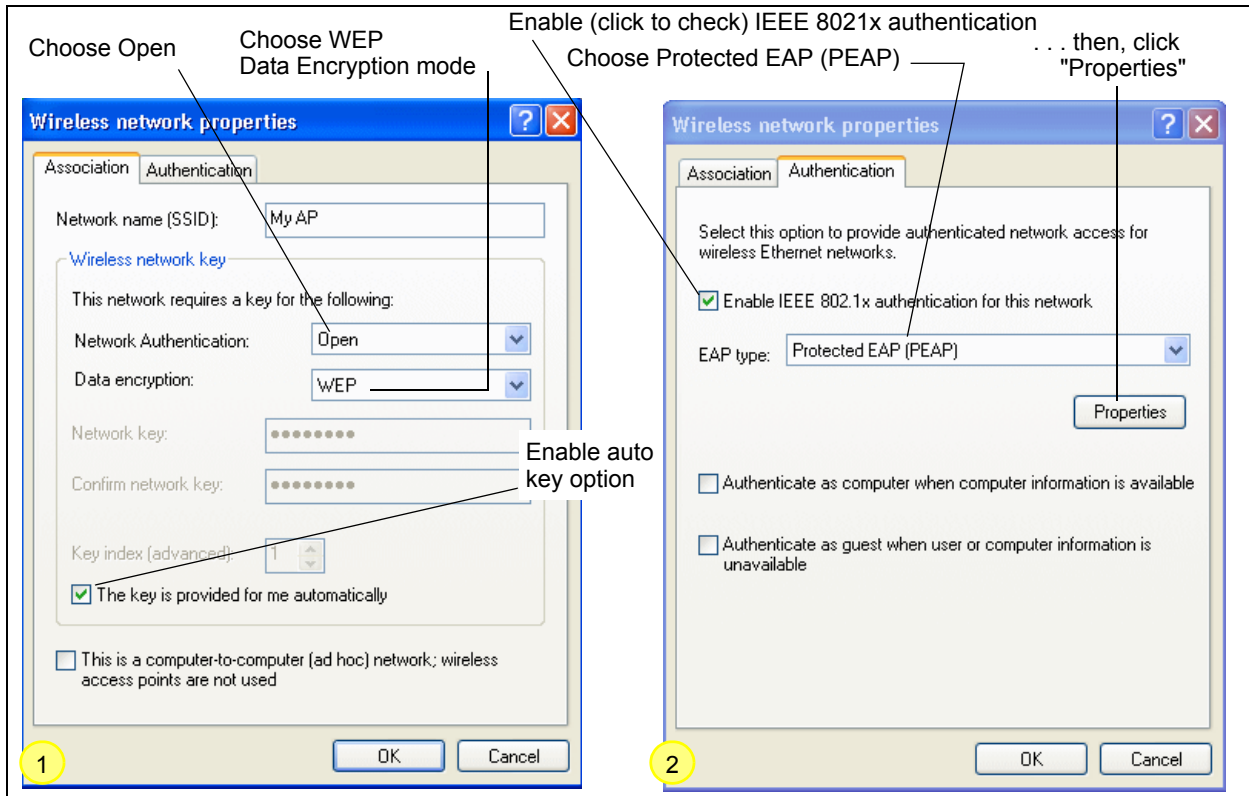 Enable (click to check) IEEE 8021x authentication
Choose Open
Choose WEP
Data Encryption mode
Choose Protected EAP (PEAP)
. . . then, click
"Properties"
Wireless network properties
Association
Authentication
Network name (SSID):
My AP
Wireless network key
This network requires a key for the following:
Network Authentication:
Open
Data encryption:
WEP
Network key:
••••••••
Confirm network key:
••••••••
Enable auto
key option
Key index (advanced):
1
The key is provided for me automatically
This is a computer-to-computer (ad hoc) network; wireless
access points are not used
OK
Cancel
1
Wireless network properties
Association
Authentication
Select this option to provide authenticated network access for
wireless Ethernet networks.
Enable IEEE 802.1x authentication for this network
EAP type:
Protected EAP (PEAP)
Properties
Authenticate as computer when computer information is available
Authenticate as guest when user or computer information is
unavailable
OK
Cancel
2